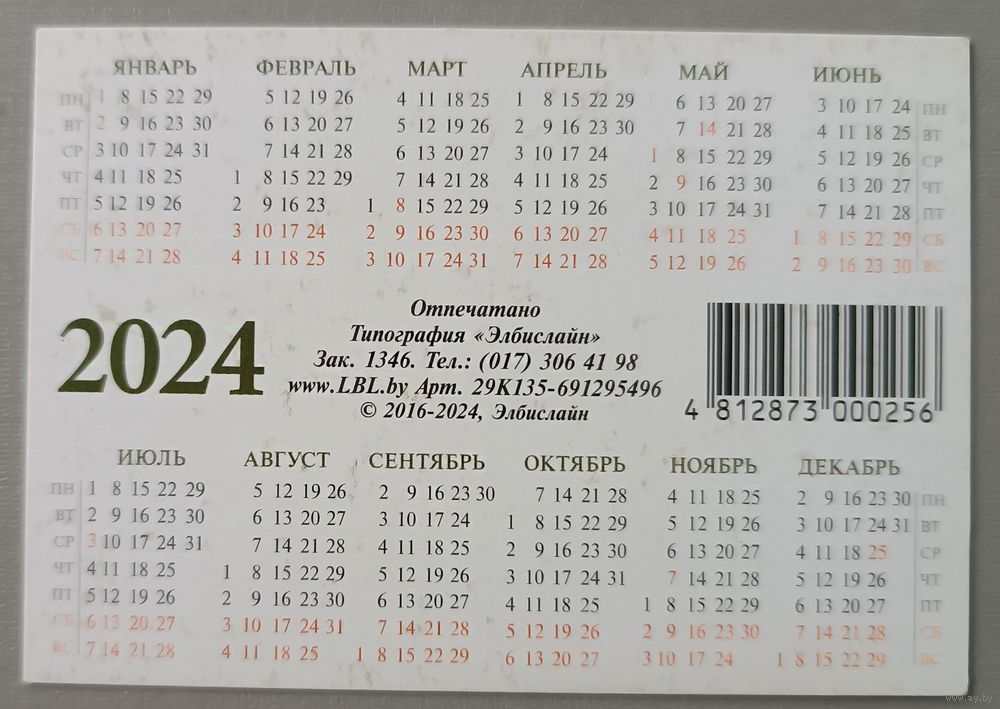 ЯНВАРЬ ФЕВРАЛЬ МАРТ АПРЕЛЬ МАЙ ИЮНЬ
ПН 1 8 15 22 29 5 12 19 26 4 11 18 25 1 8 15 22 29 6 13 20 27 3 10 17 24 ПН
ВТ 2 9 16 23 30 6 13 20 27 5 12 19 26 2 9 16 23 30 7 14 21 28 4 11 18 25 ВТ
СР 3 10 17 24 31 7 14 21 28 6 13 20 27 3 10 17 24 1 8 15 22 29 5 12 19 26 СР
ЧТ 4 11 18 25 1 8 15 22 29 7 14 21 28 4 11 18 25 2 9 16 23 30 6 13 20 27 ЧТ
ПТ 5 12 19 26 2 9 16 23 1 8 15 22 29 5 12 19 26 3 10 17 24 31 7 14 21 28 ПТ
СБ 6 13 20 27 3 10 17 24 2 9 16 23 30 6 13 20 27 4 11 18 25 1 8 15 22 29 СБ
ВС 7 14 21 28 4 11 18 25 3 10 17 24 31 7 14 21 28 5 12 19 26 2 9 16 23 30 ВС
2024
Отпечатано
Типография «Элбислайн»
Зак. 1346. Тел.: (017) 306 41 98
www.LBL.by Арт. 29К135-691295496
© 2016-2024, Элбислайн
4 812873 000256
ИЮЛЬ АВГУСТ СЕНТЯБРЬ ОКТЯБРЬ НОЯБРЬ ДЕКАБРЬ
ПН 1 8 15 22 29 5 12 19 26 2 9 16 23 30 7 14 21 28 4 11 18 25 2 9 16 23 30 ПН
ВТ 2 9 16 23 30 6 13 20 27 3 10 17 24 1 8 15 22 29 5 12 19 26 3 10 17 24 31 ВТ
СР 3 10 17 24 31 7 14 21 28 4 11 18 25 2 9 16 23 30 6 13 20 27 4 11 18 25 СР
ЧТ 4 11 18 25 1 8 15 22 29 5 12 19 26 3 10 17 24 31 7 14 21 28 5 12 19 26 ЧТ
ПТ 5 12 19 26 2 9 16 23 30 6 13 20 27 4 11 18 25 1 8 15 22 29 6 13 20 27 ПТ
СБ 6 13 20 27 3 10 17 24 31 7 14 21 28 5 12 19 26 2 9 16 23 30 7 14 21 28 СБ
ВС 7 14 21 28 4 11 18 25 1 8 15 22 29 6 13 20 27 3 10 17 24 1 8 15 22 29 ВС
www.ay.by